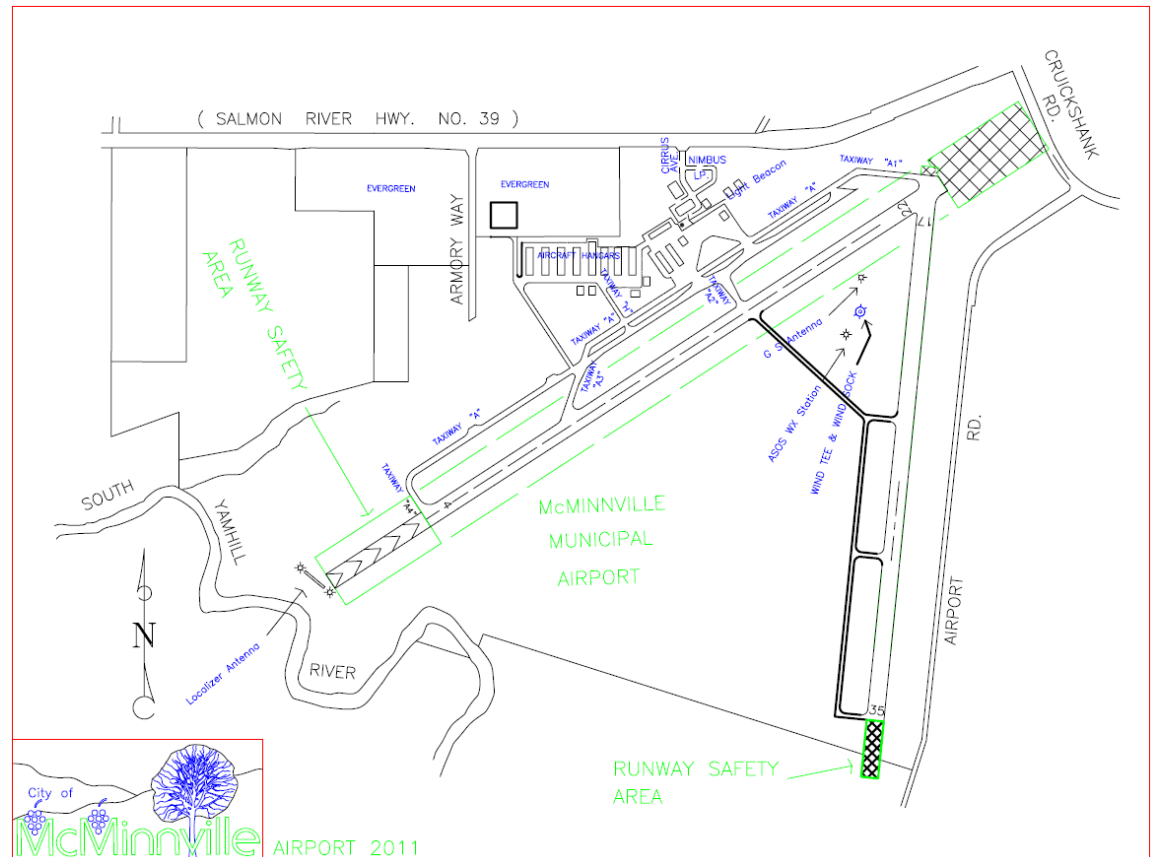 CRUICKSHANK
RD.
( SALMON RIVER HWY. NO. 39 )
CIRRUS
AVE
NIMBUS
LP.
Light Beacon
TAXIWAY "A1"
TAXIWAY "A"
EVERGREEN
EVERGREEN
ARMORY WAY
22
17
RUNWAY SAFETY
AREA
AIRCRAFT HANGARS
TAXIWAY "H"
TAXIWAY "A"
TAXIWAY
"A2"
G S Antenna
ASOS WX Station
WIND TEE & WIND SOCK
TAXIWAY
"A3"
TAXIWAY "A"
TAXIWAY
"A4"
4
RD.
AIRPORT
SOUTH
YAMHILL
RIVER
McMINNVILLE
MUNICIPAL
AIRPORT
N
Localizer Antenna
35
RUNWAY SAFETY
AREA
City of
McMinnville
AIRPORT 2011